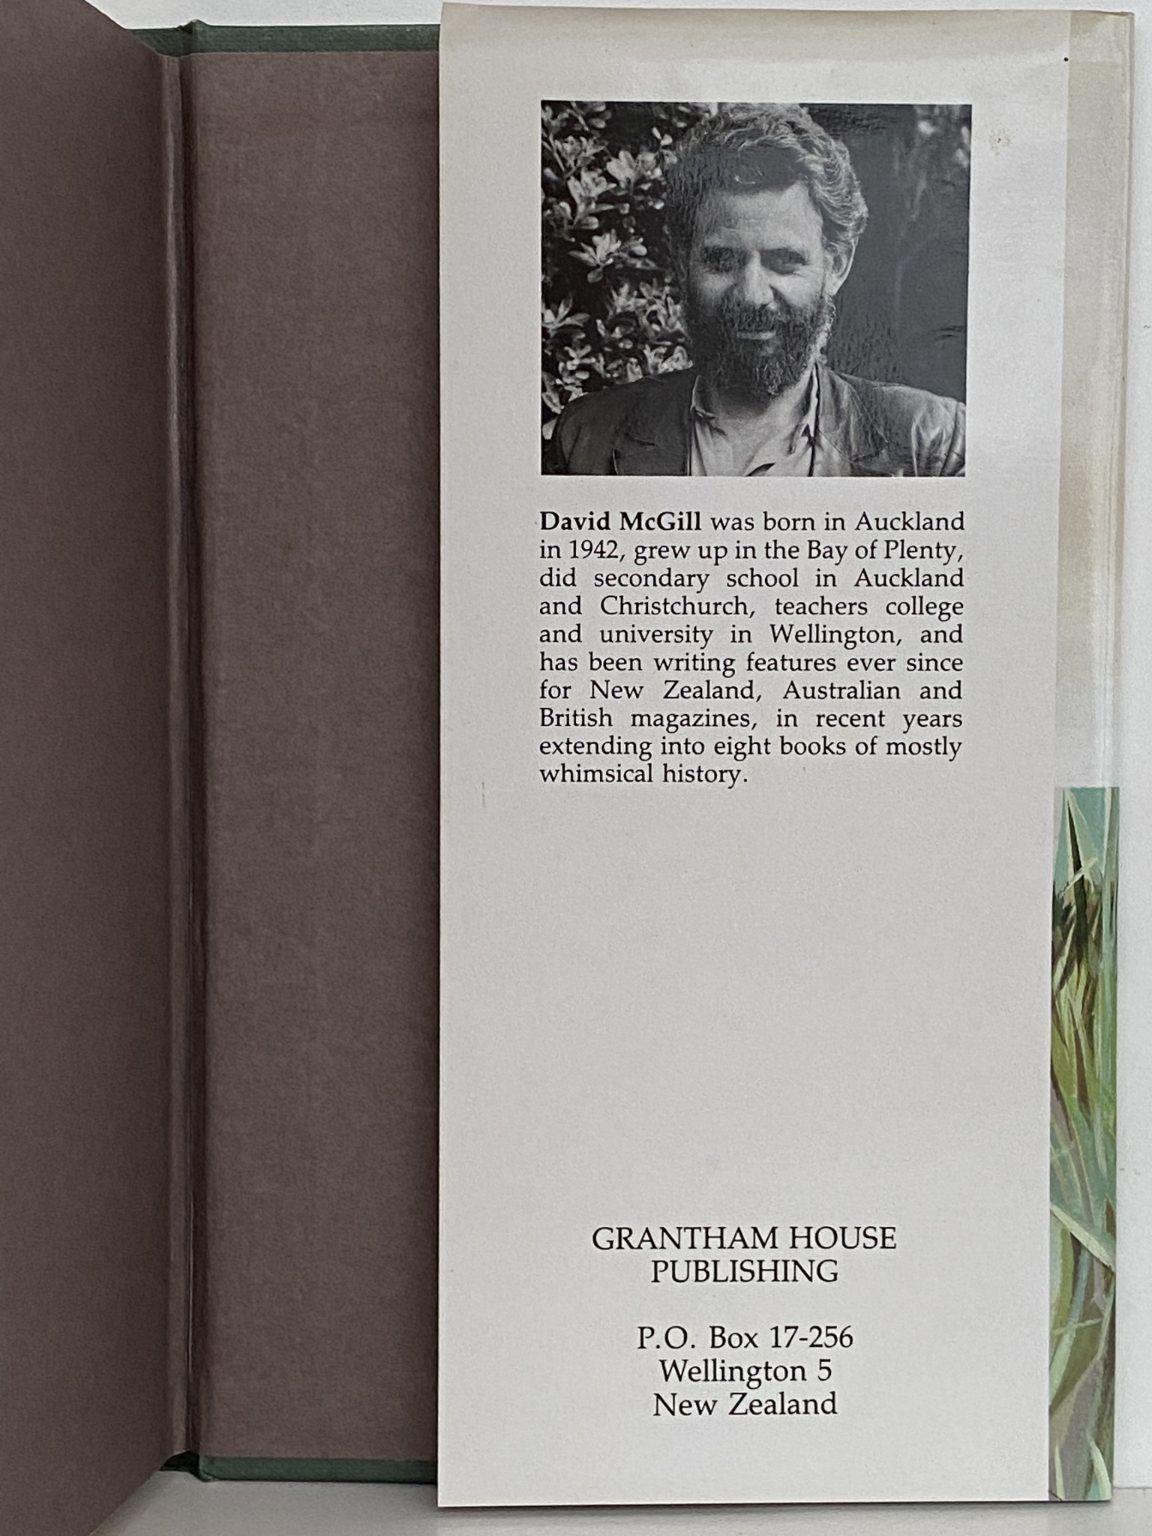 David McGill was born in Auckland
in 1942, grew up in the Bay of Plenty,
did secondary school in Auckland
and Christchurch, teachers college
and university in Wellington, and
has been writing features ever since
for New Zealand, Australian and
British magazines, in recent years
extending into eight books of mostly
whimsical history.
GRANTHAM HOUSE
PUBLISHING
P.O. Box 17-256
Wellington 5
New Zealand